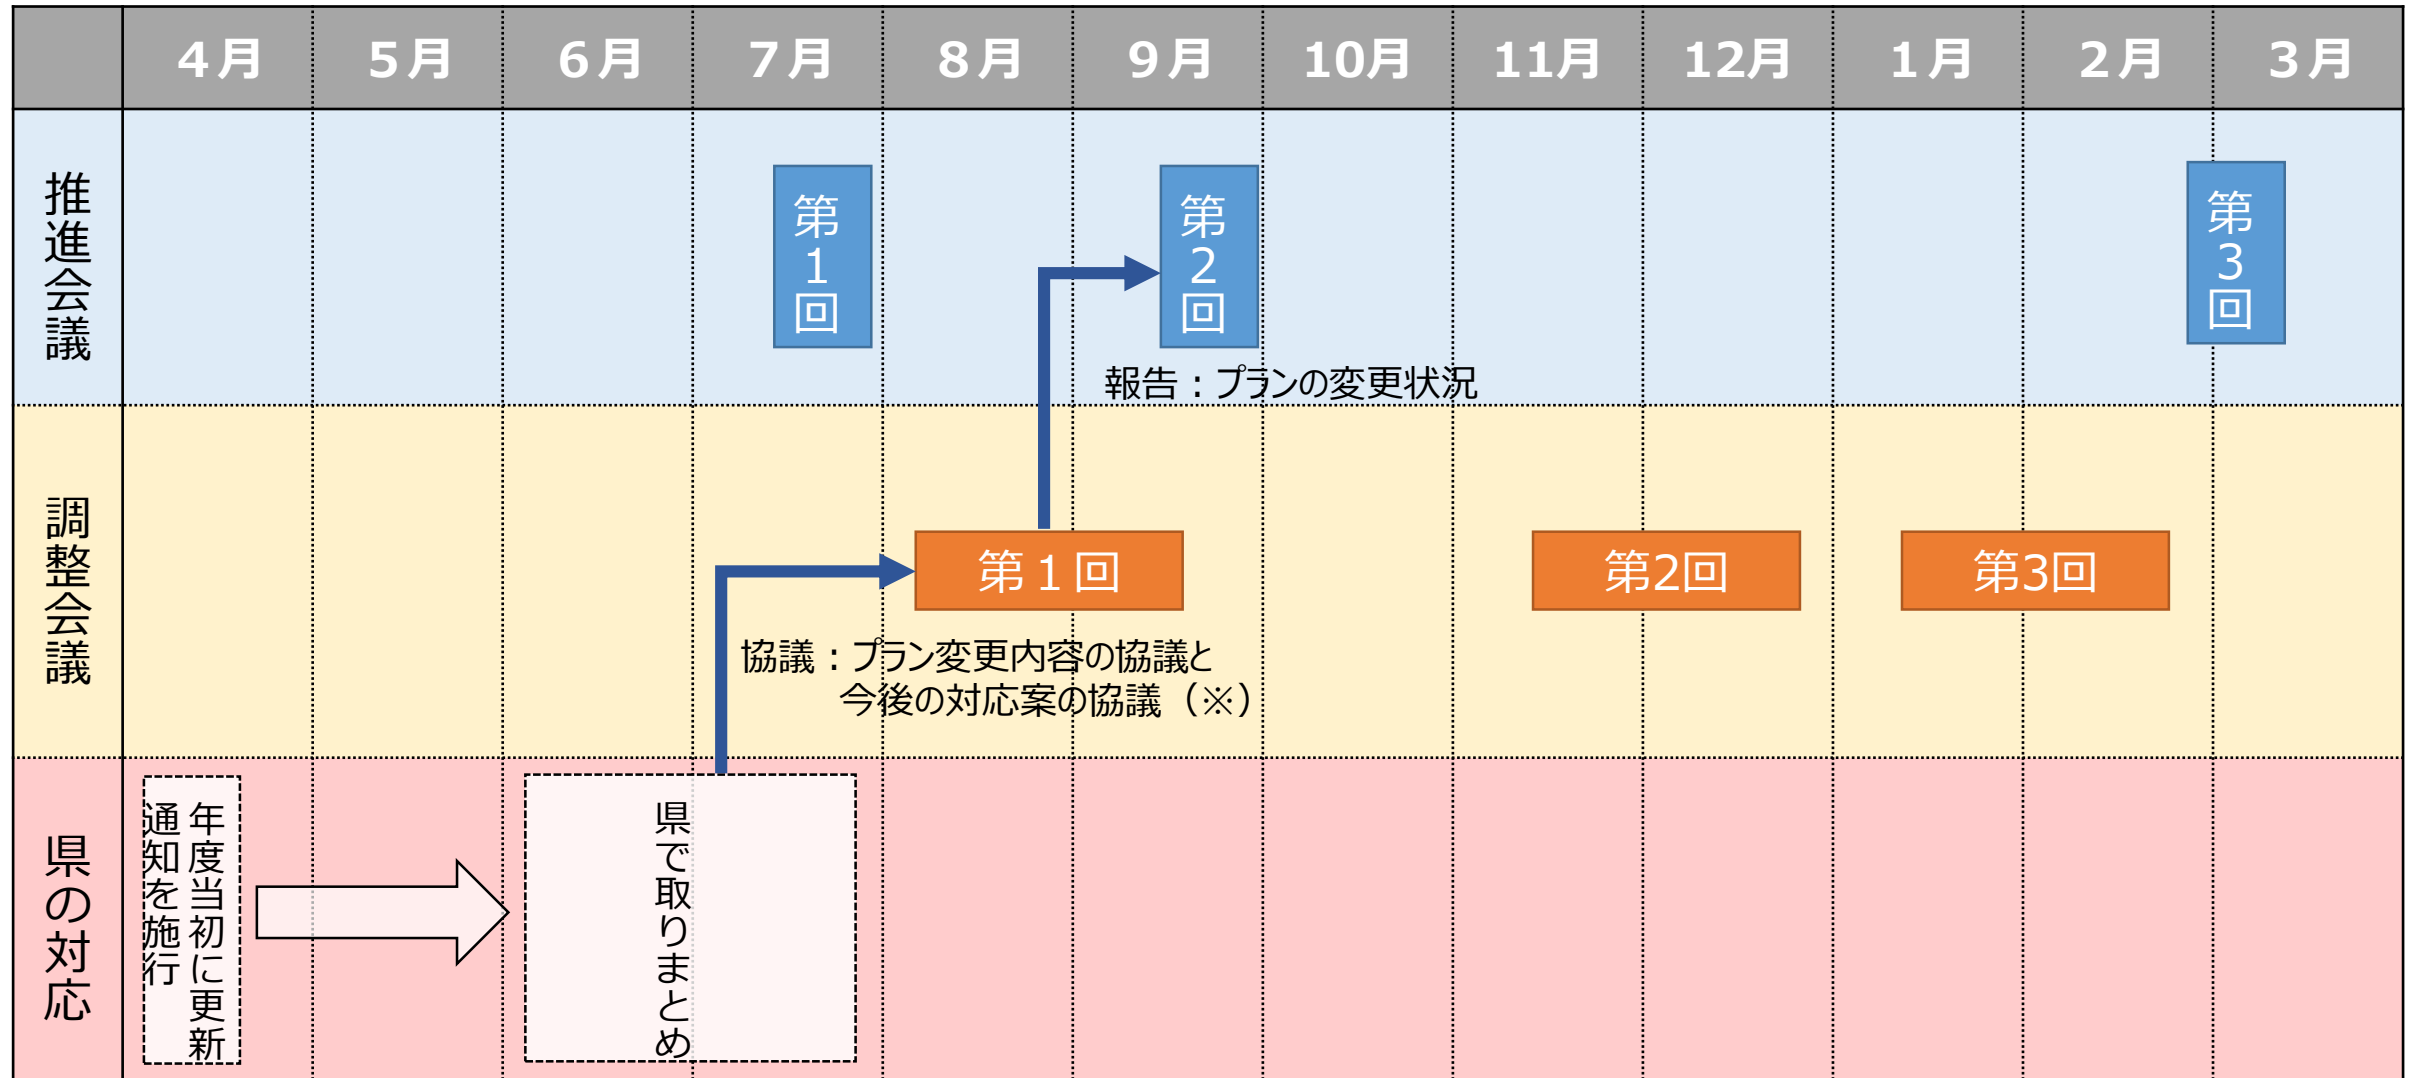 4月 5月 6月 7月 8月 9月 10月 11月 12月 1月 2月 3月
推進会議
第1回
第2回
第3回
報告：プランの変更状況
調整会議
第１回
第2回
第3回
協議：プラン変更内容の協議と
今後の対応案の協議（※）
県の対応
年度当初に更新
通知を施行
県で取りまとめ